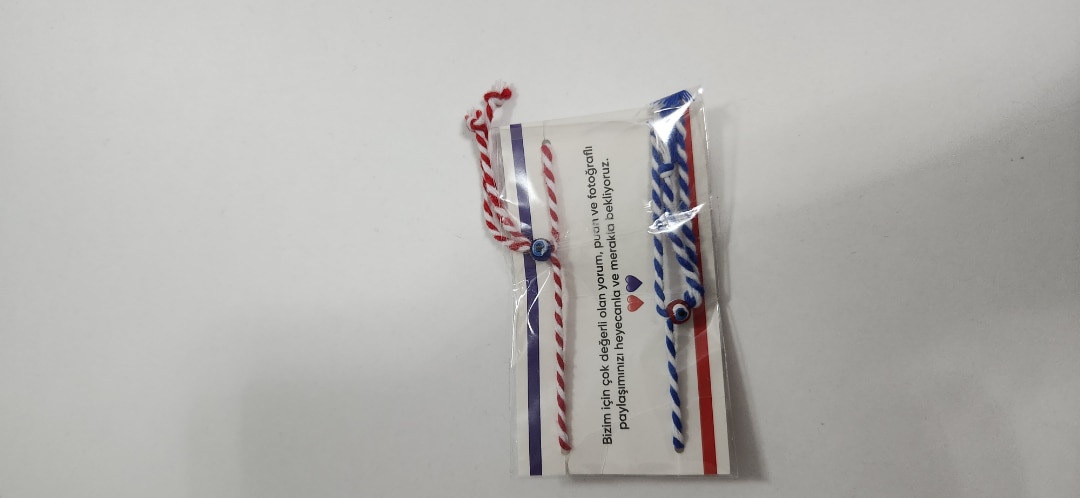 Bizim için çok değerli olan yorum, puan ve fotoğraflı
paylaşımınızı heyecanla ve merakla bekliyoruz.